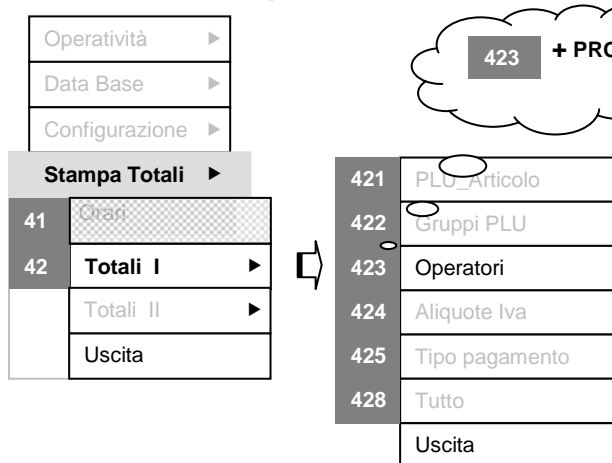 Operatività
Data Base
Configurazione
Stampa Totali
41 Orari
42 Totali I
Totali II
Uscita
423 + PRO
421 PLU_Articolo
422 Gruppi PLU
423 Operatori
424 Aliquote Iva
425 Tipo pagamento
428 Tutto
Uscita